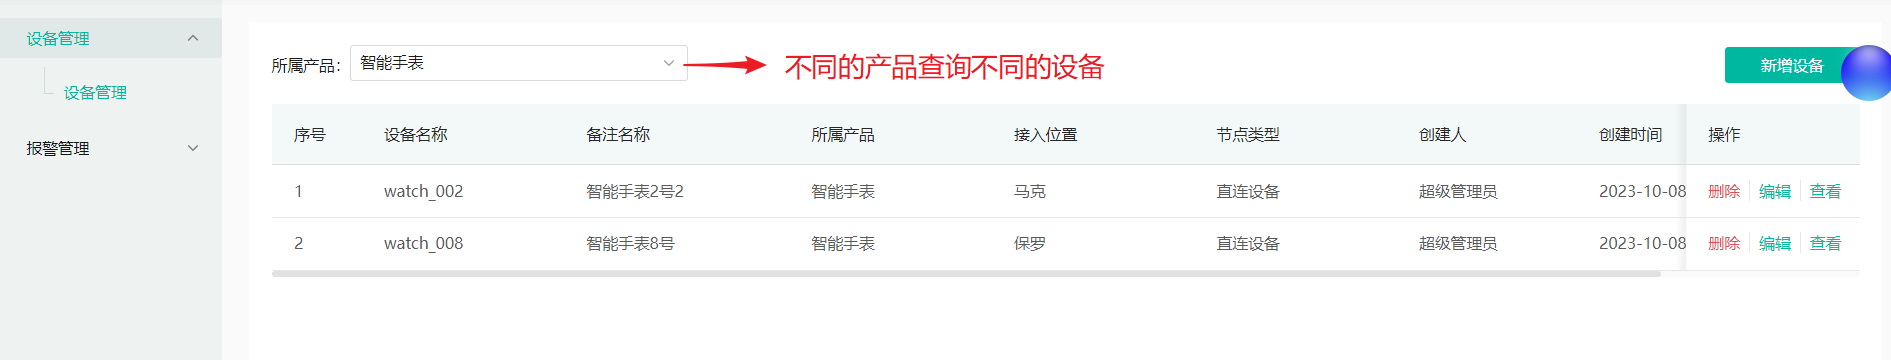 设备管理
设备管理
报警管理
所属产品： 智能手表 不同的产品查询不同的设备 新增设备
序号 设备名称 备注名称 所属产品 接入位置 节点类型 创建人 创建时间 操作
1 watch_002 智能手表2号2 智能手表 马克 直连设备 超级管理员 2023-10-08 删除 编辑 查看
2 watch_008 智能手表8号 智能手表 保罗 直连设备 超级管理员 2023-10-08 删除 编辑 查看